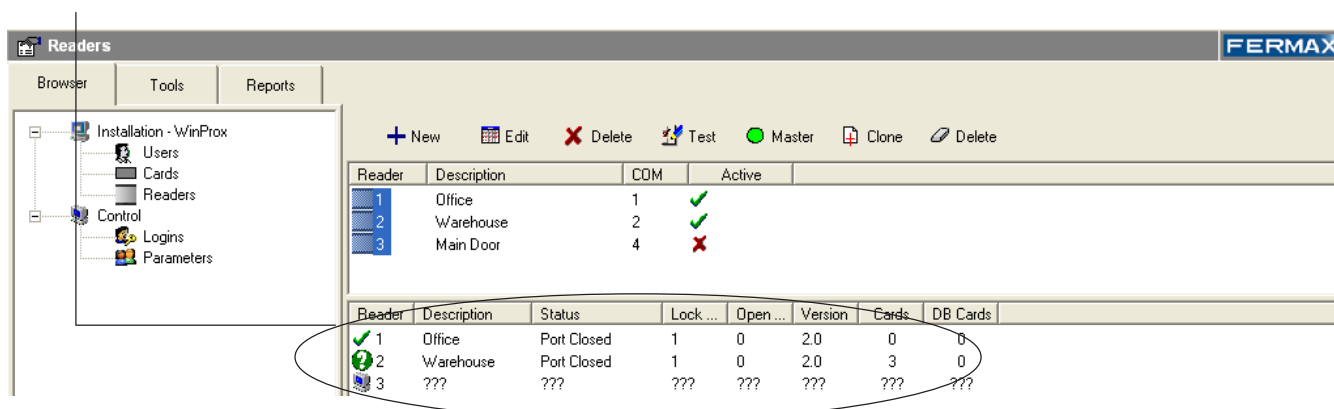 Readers FERMAX
Browser Tools Reports
Installation - WinProx
Users
Cards
Readers
Control
Logins
Parameters
New Edit Delete Test Master Clone Delete
Reader Description COM Active
1 Office 1
2 Warehouse 2
3 Main Door 4
Reader Description Status Lock ... Open ... Version Cards DB Cards
1 Office Port Closed 1 0 2.0 0 0
2 Warehouse Port Closed 1 0 2.0 3 0
3 ??? ??? ??? ??? ??? ??? ???